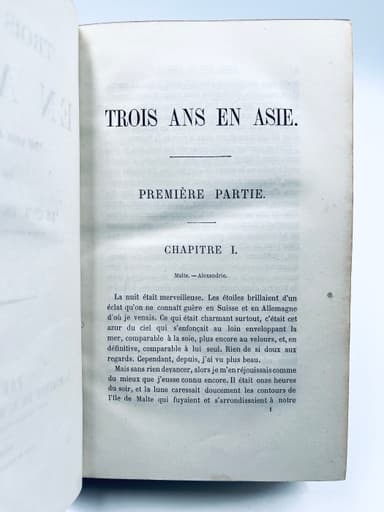 TROIS ANS EN ASIE.
PREMIÈRE PARTIE.
CHAPITRE I.
Malte. — Alexandrie.
La nuit était merveilleuse. Les étoiles brillaient d'un
éclat qu'on ne connaît guère en Suisse et en Allemagne
d'où je venais. Ce qui était charmant surtout, c'était cet
azur du ciel qui s'enfonçait au loin enveloppant la
mer, comparable à la soie, plus encore au velours, et, en
définitive, comparable à lui seul. Rien de si doux aux
regards. Cependant, depuis, j'ai vu plus beau.
Mais sans rien devancer, alors je m'en réjouissais comme
du mieux que j'eusse connu encore. Il était onze heures
du soir, et la lune caressait doucement les contours de
l'île de Malte qui fuyaient et s'arrondissaient à notre
1